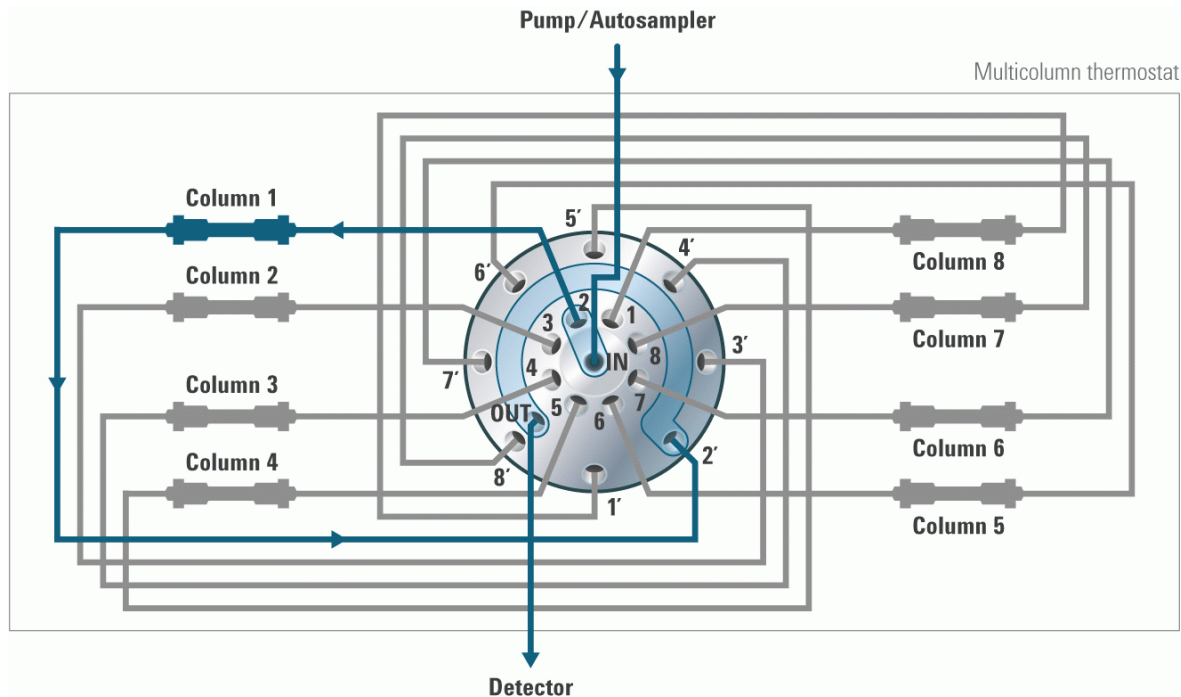 Pump/Autosampler
Multicolumn thermostat
Column 1
Column 2
Column 3
Column 4
Column 8
Column 7
Column 6
Column 5
5′
6′
4′
7′
3′
8′
2′
1′
2
1
3
8
4
7
5
6
IN
OUT
Detector